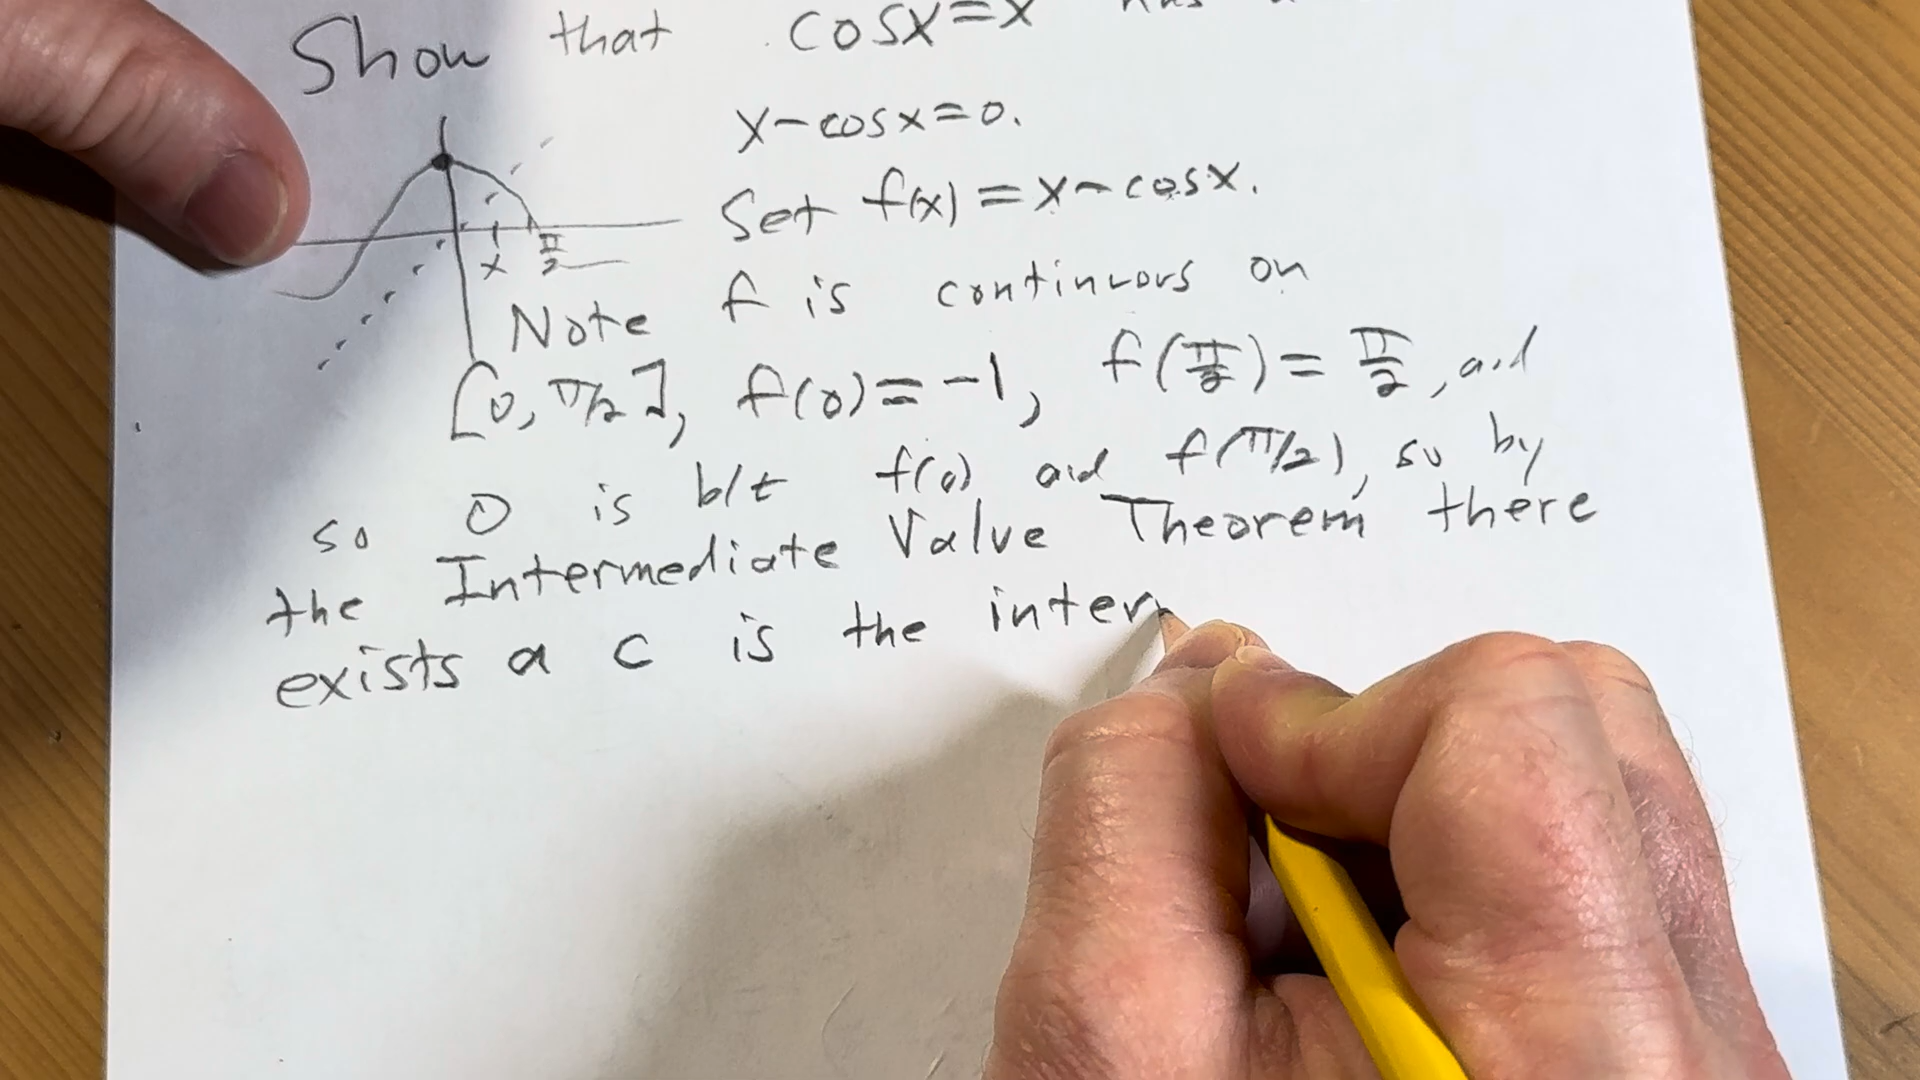 Show that cosx=x
x-cosx=0.
Set f(x)=x-cosx.
x π/2
Note f is continuous on
[0, π/2], f(0)=-1, f(π/2)=π/2, and
so 0 is b/t f(0) and f(π/2), so by
the Intermediate Value Theorem there
exists a c is the inter